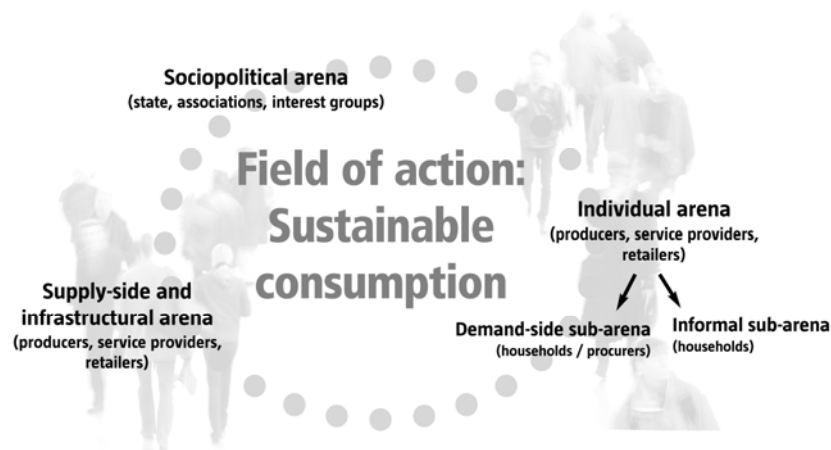 Sociopolitical arena
(state, associations, interest groups)
Field of action:
Sustainable
consumption
Individual arena
(producers, service providers,
retailers)
Supply-side and
infrastructural arena
(producers, service providers,
retailers)
Demand-side sub-arena
(households / procurers)
Informal sub-arena
(households)